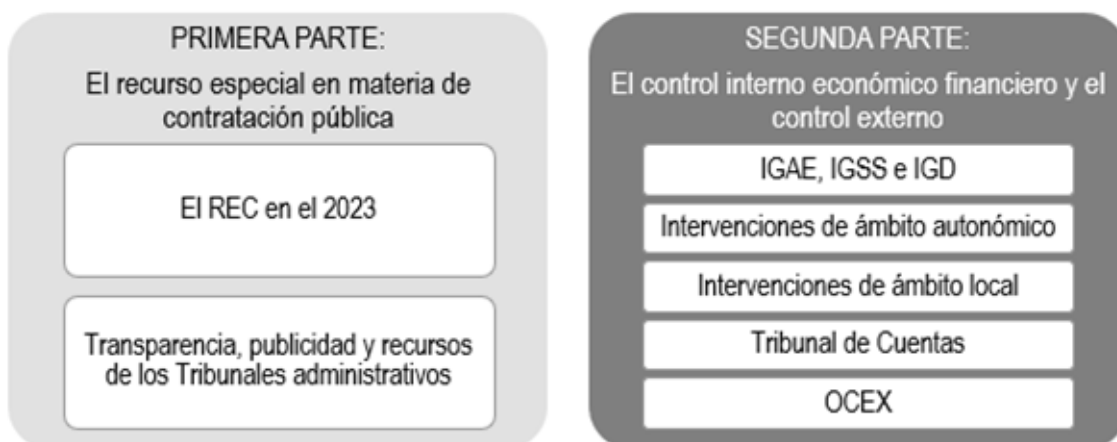 PRIMERA PARTE:
El recurso especial en materia de
contratación pública
El REC en el 2023
Transparencia, publicidad y recursos
de los Tribunales administrativos
SEGUNDA PARTE:
El control interno económico financiero y el
control externo
IGAE, IGSS e IGD
Intervenciones de ámbito autonómico
Intervenciones de ámbito local
Tribunal de Cuentas
OCEX